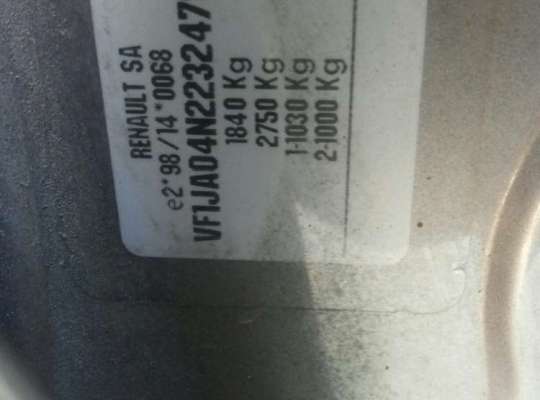 RENAULT SA
e2*98/14*0068
VF1JA04N223247
1840 Kg
2750 Kg
1-1030 Kg
2-1000 Kg